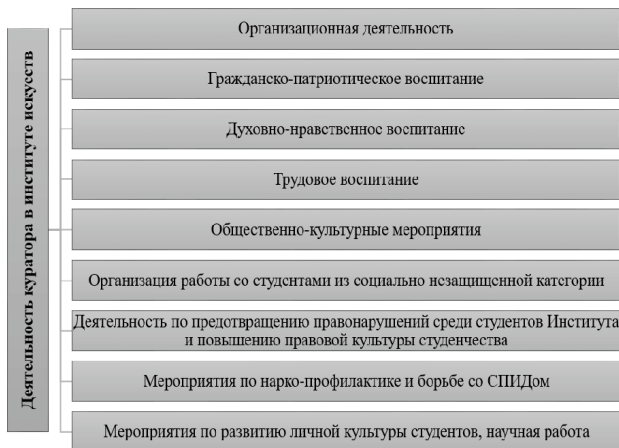 Деятельность куратора в институте искусств
Организационная деятельность
Гражданско-патриотическое воспитание
Духовно-нравственное воспитание
Трудовое воспитание
Общественно-культурные мероприятия
Организация работы со студентами из социально незащищенной категории
Деятельность по предотвращению правонарушений среди студентов Института
и повышению правовой культуры студенчества
Мероприятия по нарко-профилактике и борьбе со СПИДом
Мероприятия по развитию личной культуры студентов, научная работа